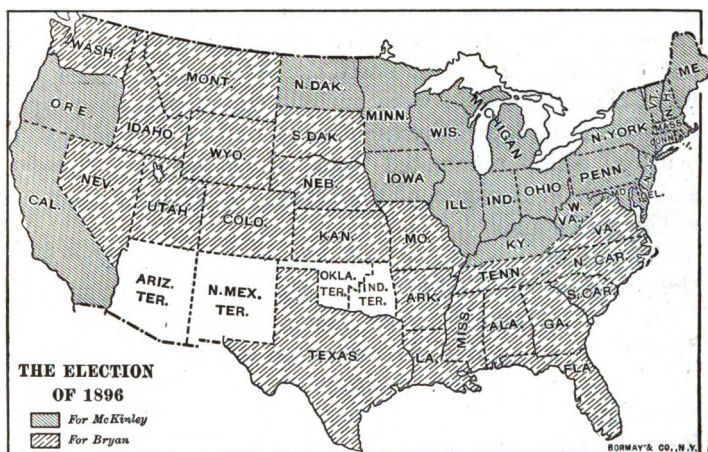 WASH.
MONT.
N.DAK.
MINN.
ORE.
IDAHO.
WYO.
S.DAK.
WIS.
MICHIGAN
N.YORK
ME.
MASS.
NEV.
UTAH
COLO.
NEB.
IOWA
ILL.
IND.
OHIO
PENN.
MD.
DEL.
CAL.
KAN.
MO.
KY.
W.
VA.
VA.
ARIZ.
TER.
N.MEX.
TER.
OKLA.
TER.
IND.
TER.
ARK.
TENN.
N. CAR.
S. CAR.
TEXAS
LA.
MISS.
ALA.
GA.
FLA.
THE ELECTION
OF 1896
For McKinley
For Bryan
BORMAY & CO., N.Y.